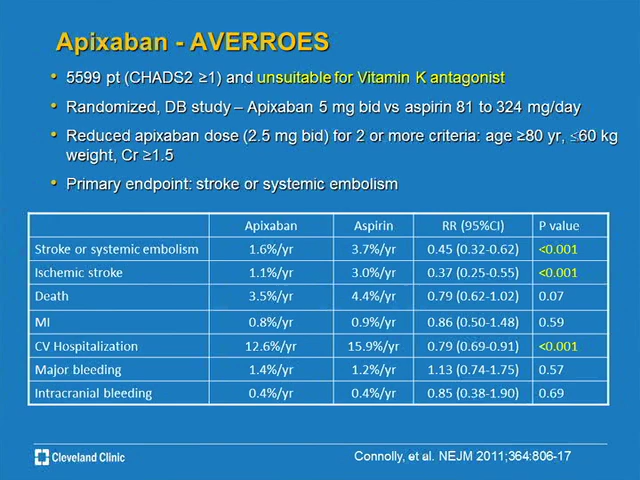 Apixaban - AVERROES
• 5599 pt (CHADS2 ≥1) and unsuitable for Vitamin K antagonist
• Randomized, DB study – Apixaban 5 mg bid vs aspirin 81 to 324 mg/day
• Reduced apixaban dose (2.5 mg bid) for 2 or more criteria: age ≥80 yr, ≤60 kg
weight, Cr ≥1.5
• Primary endpoint: stroke or systemic embolism
Apixaban Aspirin RR (95%CI) P value
Stroke or systemic embolism 1.6%/yr 3.7%/yr 0.45 (0.32-0.62) <0.001
Ischemic stroke 1.1%/yr 3.0%/yr 0.37 (0.25-0.55) <0.001
Death 3.5%/yr 4.4%/yr 0.79 (0.62-1.02) 0.07
MI 0.8%/yr 0.9%/yr 0.86 (0.50-1.48) 0.59
CV Hospitalization 12.6%/yr 15.9%/yr 0.79 (0.69-0.91) <0.001
Major bleeding 1.4%/yr 1.2%/yr 1.13 (0.74-1.75) 0.57
Intracranial bleeding 0.4%/yr 0.4%/yr 0.85 (0.38-1.90) 0.69
Cleveland Clinic
Connolly, et al. NEJM 2011;364:806-17